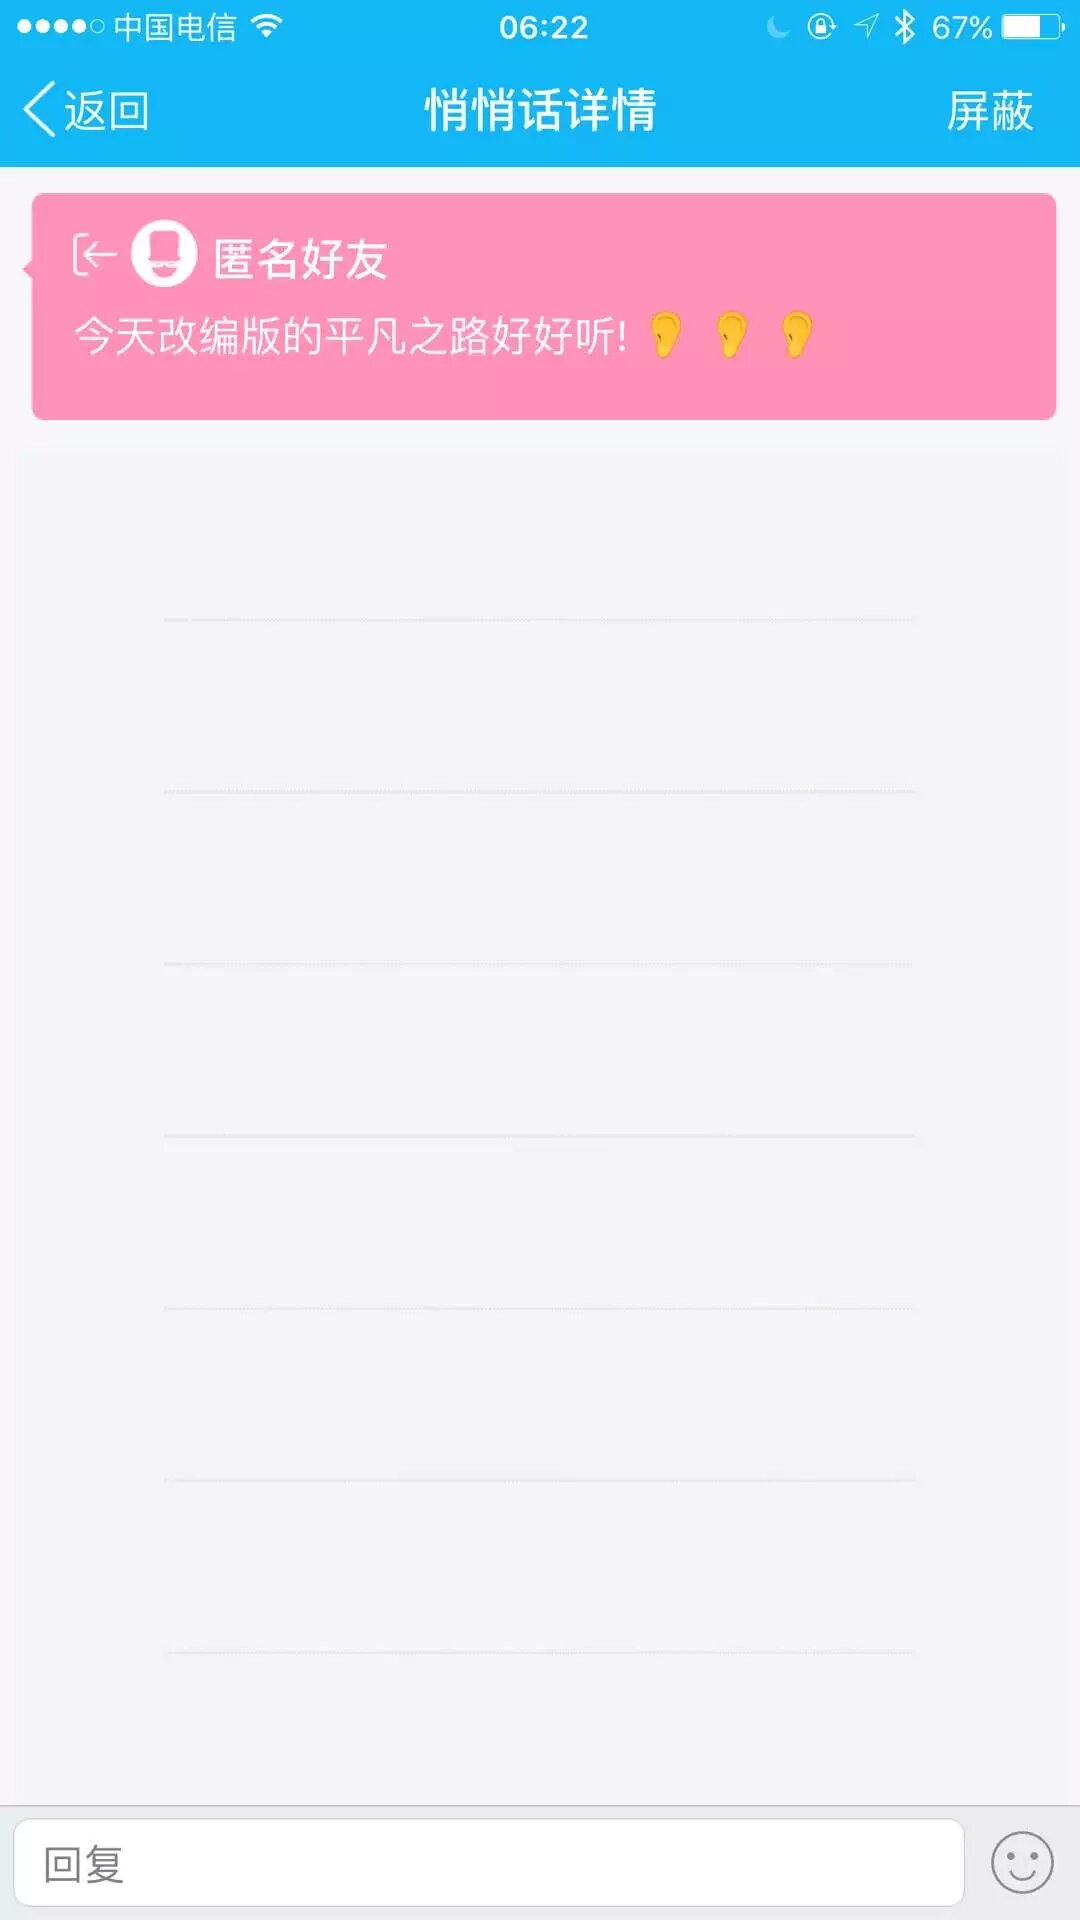 中国电信 06:22 67%
返回 悄悄话详情 屏蔽
匿名好友
今天改编版的平凡之路好好听!👂👂👂
回复